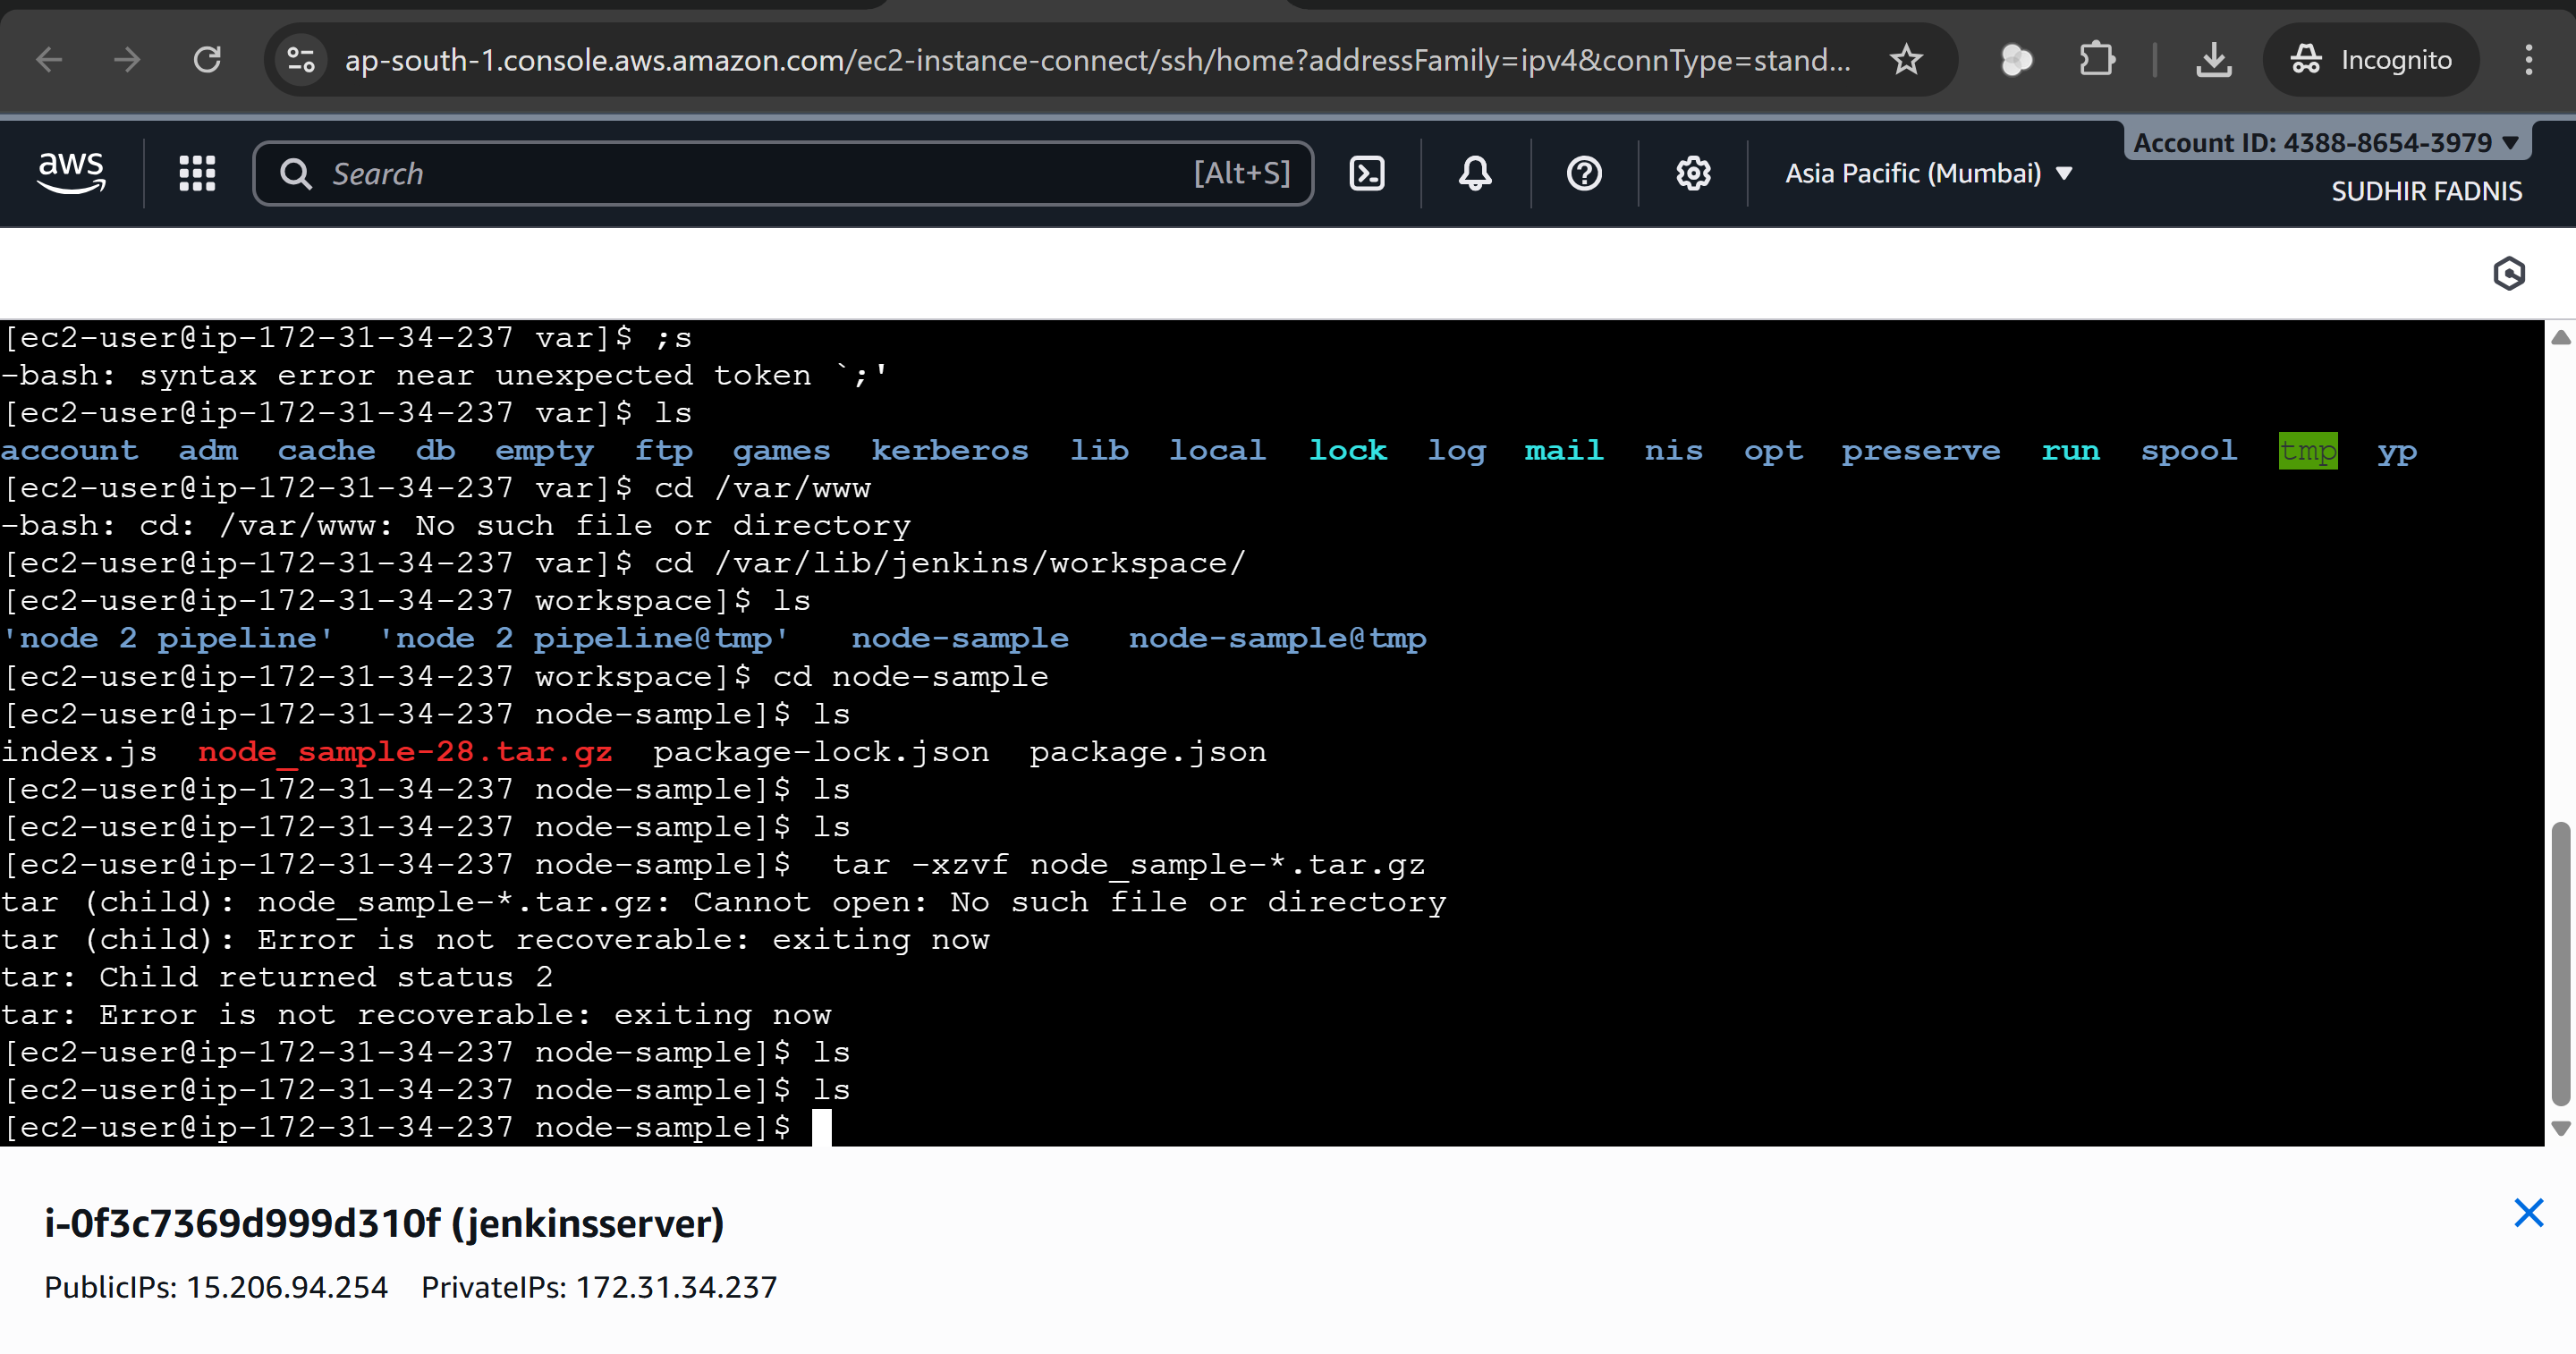 ap-south-1.console.aws.amazon.com/ec2-instance-connect/ssh/home?addressFamily=ipv4&connType=stand...
Incognito
aws
Search
[Alt+S]
Asia Pacific (Mumbai)
Account ID: 4388-8654-3979
SUDHIR FADNIS
[ec2-user@ip-172-31-34-237 var]$ ;s
-bash: syntax error near unexpected token `;'
[ec2-user@ip-172-31-34-237 var]$ ls
account  adm  cache  db  empty  ftp  games  kerberos  lib  local  lock  log  mail  nis  opt  preserve  run  spool  tmp  yp
[ec2-user@ip-172-31-34-237 var]$ cd /var/www
-bash: cd: /var/www: No such file or directory
[ec2-user@ip-172-31-34-237 var]$ cd /var/lib/jenkins/workspace/
[ec2-user@ip-172-31-34-237 workspace]$ ls
'node 2 pipeline'  'node 2 pipeline@tmp'   node-sample   node-sample@tmp
[ec2-user@ip-172-31-34-237 workspace]$ cd node-sample
[ec2-user@ip-172-31-34-237 node-sample]$ ls
index.js  node_sample-28.tar.gz  package-lock.json  package.json
[ec2-user@ip-172-31-34-237 node-sample]$ ls
[ec2-user@ip-172-31-34-237 node-sample]$ ls
[ec2-user@ip-172-31-34-237 node-sample]$  tar -xzvf node_sample-*.tar.gz
tar (child): node_sample-*.tar.gz: Cannot open: No such file or directory
tar (child): Error is not recoverable: exiting now
tar: Child returned status 2
tar: Error is not recoverable: exiting now
[ec2-user@ip-172-31-34-237 node-sample]$ ls
[ec2-user@ip-172-31-34-237 node-sample]$ ls
[ec2-user@ip-172-31-34-237 node-sample]$
i-0f3c7369d999d310f (jenkinsserver)
PublicIPs: 15.206.94.254    PrivateIPs: 172.31.34.237